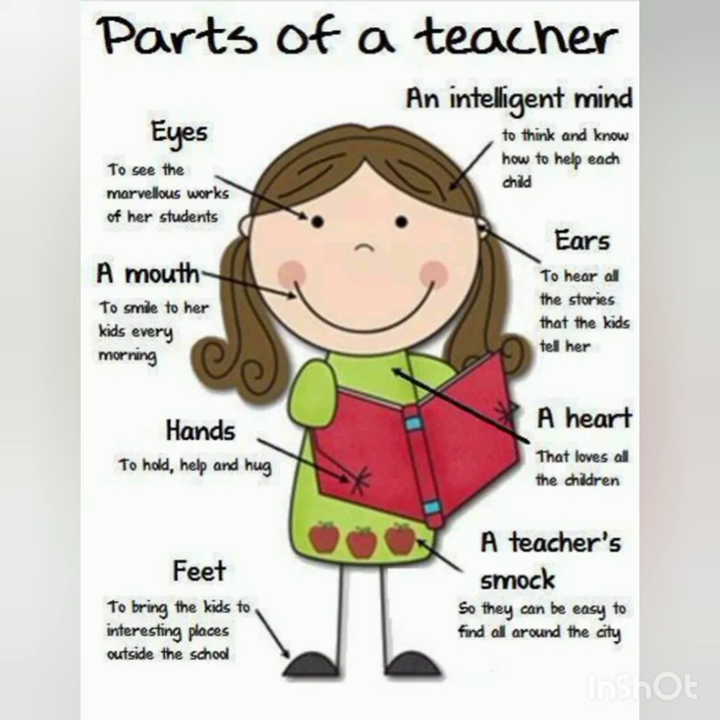 Parts of a teacher
An intelligent mind
to think and know
how to help each
child
Eyes
To see the
marvellous works
of her students
Ears
To hear all
the stories
that the kids
tell her
A mouth
To smile to her
kids every
morning
A heart
That loves all
the children
Hands
To hold, help and hug
A teacher's
smock
So they can be easy to
find all around the city
Feet
To bring the kids to
interesting places
outside the school
InShOt